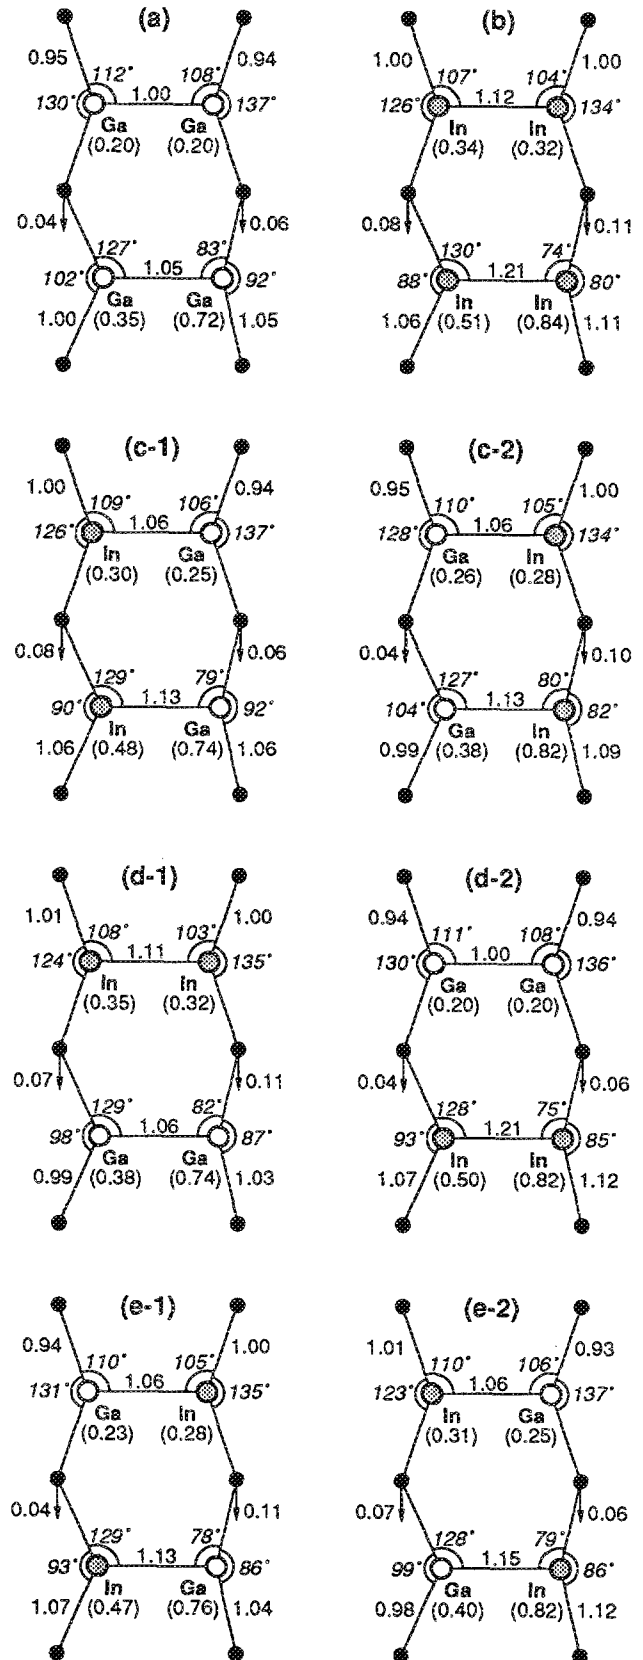 (a) (b)
0.95 0.94 1.00 1.00
112° 108° 107° 104°
130° 1.00 137° 126° 1.12 134°
Ga Ga In In
(0.20) (0.20) (0.34) (0.32)
0.04 0.06 0.08 0.11
127° 83° 130° 74°
102° 1.05 92° 88° 1.21 80°
Ga Ga In In
1.00 (0.35) (0.72) 1.05 1.06 (0.51) (0.84) 1.11
(c-1) (c-2)
1.00 0.94 0.95 1.00
109° 106° 110° 105°
126° 1.06 137° 128° 1.06 134°
In Ga Ga In
(0.30) (0.25) (0.26) (0.28)
0.08 0.06 0.04 0.10
129° 79° 127° 80°
90° 1.13 92° 104° 1.13 82°
In Ga Ga In
1.06 (0.48) (0.74) 1.06 0.99 (0.38) (0.82) 1.09
(d-1) (d-2)
1.01 1.00 0.94 0.94
108° 103° 111° 108°
124° 1.11 135° 130° 1.00 136°
In In Ga Ga
(0.35) (0.32) (0.20) (0.20)
0.07 0.11 0.04 0.06
129° 82° 128° 75°
98° 1.06 87° 93° 1.21 85°
Ga Ga In In
0.99 (0.38) (0.74) 1.03 1.07 (0.50) (0.82) 1.12
(e-1) (e-2)
0.94 1.00 1.01 0.93
110° 105° 110° 106°
131° 1.06 135° 123° 1.06 137°
Ga In In Ga
(0.23) (0.28) (0.31) (0.25)
0.04 0.11 0.07 0.06
129° 78° 128° 79°
93° 1.13 86° 99° 1.15 86°
In Ga Ga In
1.07 (0.47) (0.76) 1.04 0.98 (0.40) (0.82) 1.12